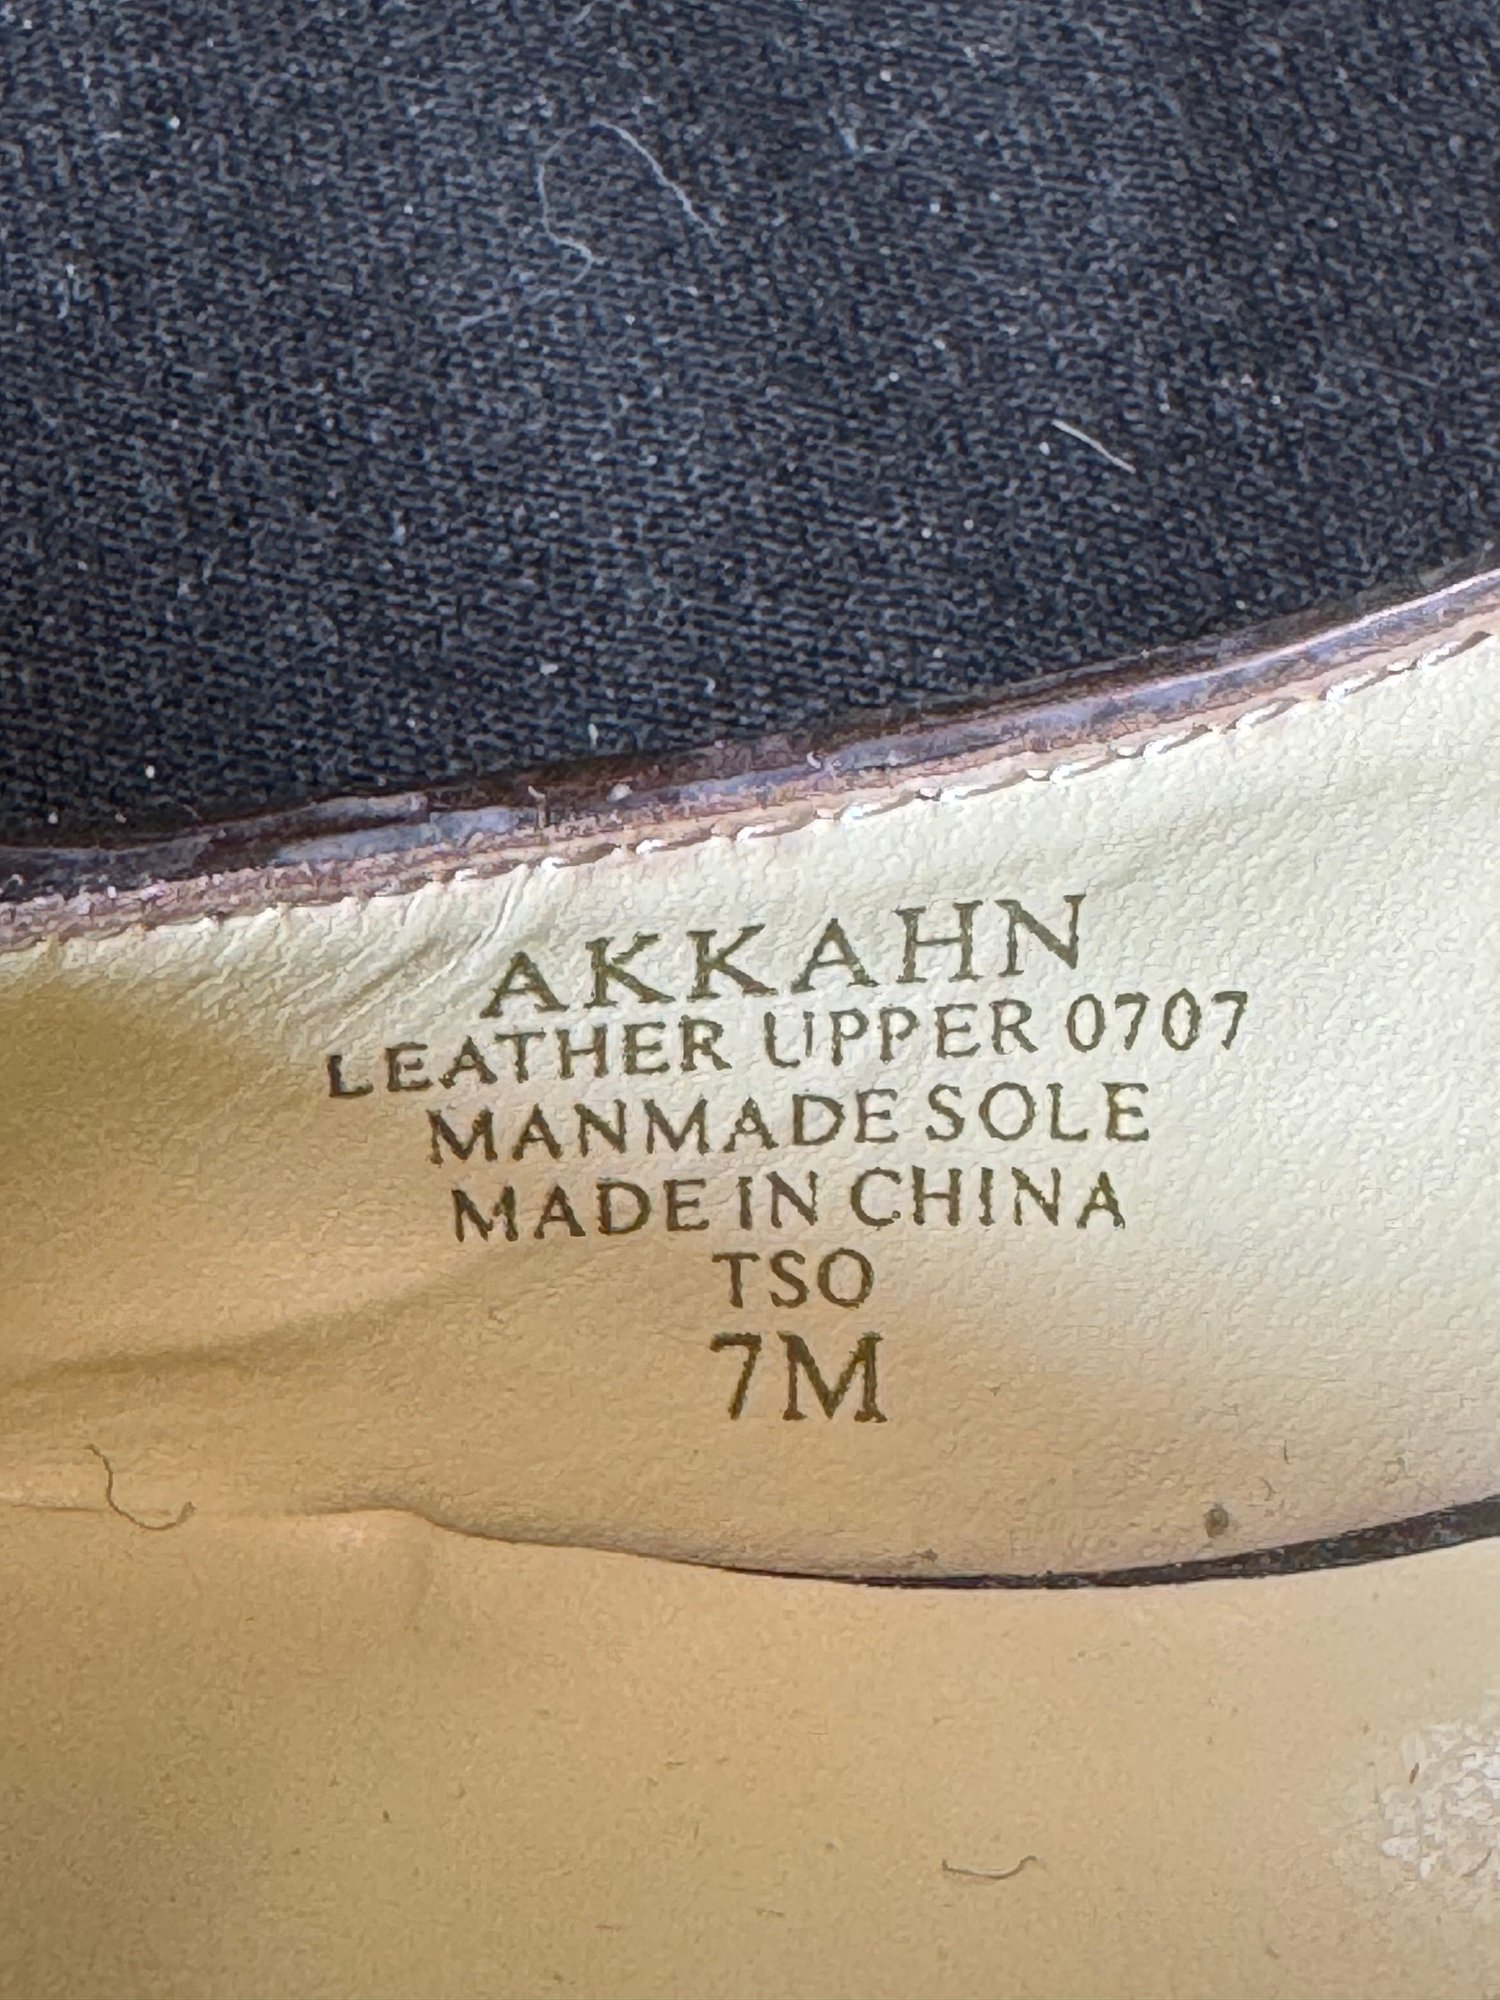 AKKAHN
LEATHER UPPER 0707
MANMADE SOLE
MADE IN CHINA
TSO
7M